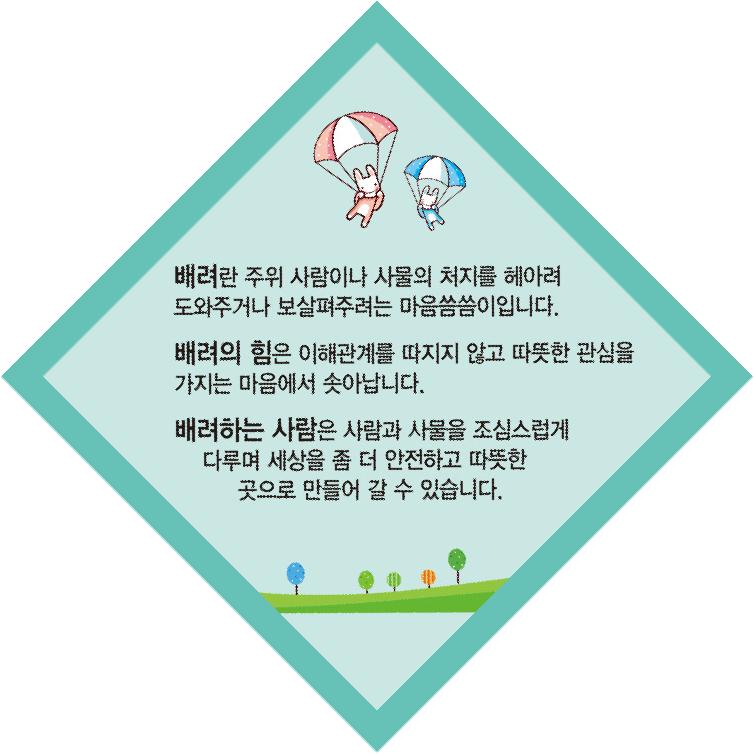 배려란 주위 사람이나 사물의 처지를 헤아려
도와주거나 보살펴주려는 마음씀씀이입니다.
배려의 힘은 이해관계를 따지지 않고 따뜻한 관심을
가지는 마음에서 솟아납니다.
배려하는 사람은 사람과 사물을 조심스럽게
다루며 세상을 좀 더 안전하고 따뜻한
곳으로 만들어 갈 수 있습니다.